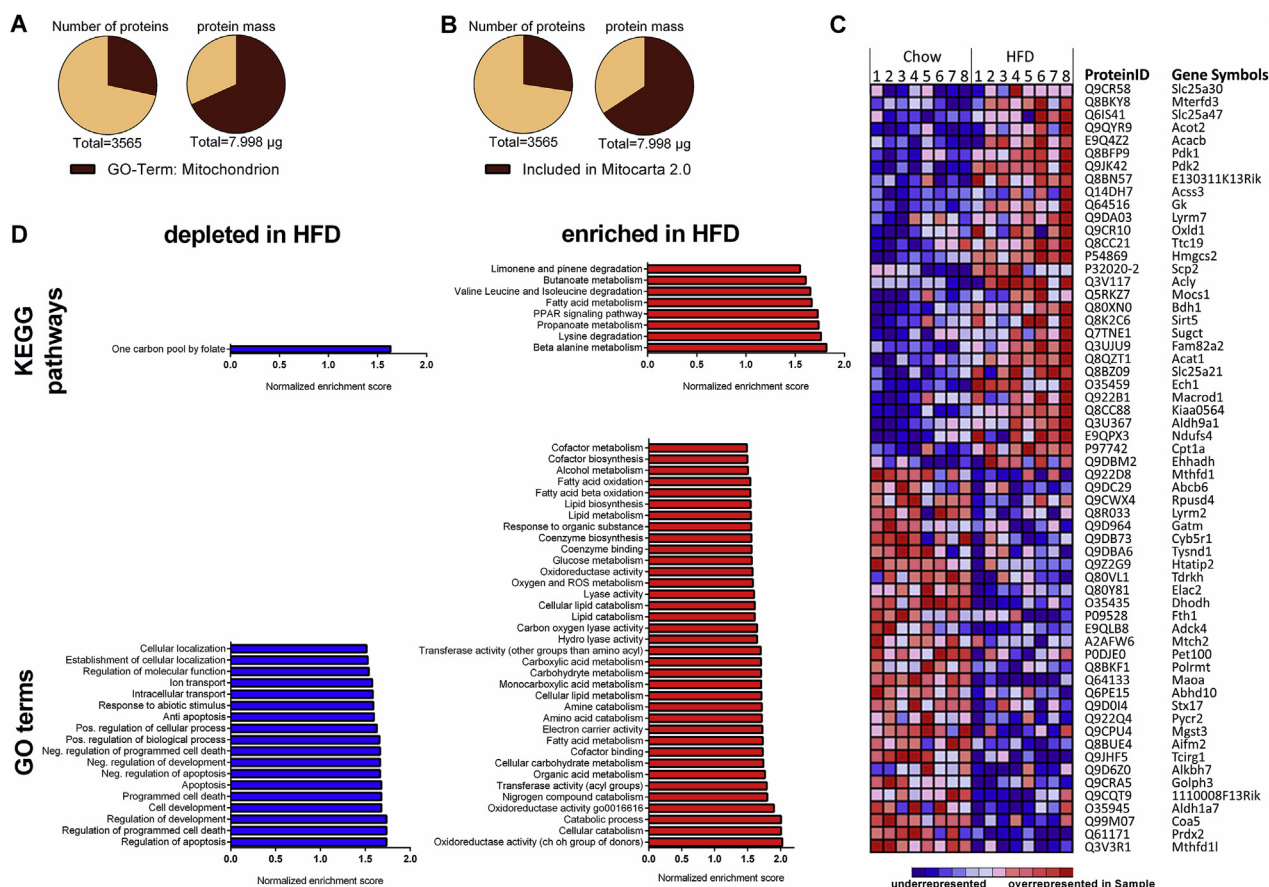 A
Number of proteins
protein mass
Total=3565
Total=7.998 µg
GO-Term: Mitochondrion
B
Number of proteins
protein mass
Total=3565
Total=7.998 µg
Included in Mitocarta 2.0
C
Chow HFD
1 2 3 4 5 6 7 8 1 2 3 4 5 6 7 8
ProteinID Gene Symbols
Q9CR58 Slc25a30
Q8BKY8 Mterfd3
Q6IS41 Slc25a47
Q9QYR9 Acot2
E9Q4Z2 Acacb
Q8BFP9 Pdk1
Q9JK42 Pdk2
Q8BN57 E130311K13Rik
Q14DH7 Acss3
Q64516 Gk
Q9DA03 Lyrm7
Q9CR10 Oxld1
Q8CC21 Ttc19
P54869 Hmgcs2
P32020-2 Scp2
Q3V117 Acly
Q5RKZ7 Mocs1
Q80XN0 Bdh1
Q8K2C6 Sirt5
Q7TNE1 Sugct
Q3UJU9 Fam82a2
Q8QZT1 Acat1
Q8BZ09 Slc25a21
O35459 Ech1
Q922B1 Macrod1
Q8CC88 Kiaa0564
Q3U367 Aldh9a1
E9QPX3 Ndufs4
P97742 Cpt1a
Q9DBM2 Ehhadh
Q922D8 Mthfd1
Q9DC29 Abcb6
Q9CWX4 Rpusd4
Q8R033 Lyrm2
Q9D964 Gatm
Q9DB73 Cyb5r1
Q9DBA6 Tysnd1
Q9Z2G9 Htatip2
Q80VL1 Tdrkh
Q80Y81 Elac2
O35435 Dhodh
P09528 Fth1
E9QLB8 Adck4
A2AFW6 Mtch2
P0DJE0 Pet100
Q8BKF1 Polrmt
Q64133 Maoa
Q6PE15 Abhd10
Q9D0I4 Stx17
Q922Q4 Pycr2
Q9CPU4 Mgst3
Q8BUE4 Aifm2
Q9JHF5 Tcirg1
Q9D6Z0 Alkbh7
Q9CRA5 Golph3
Q9CQT9 1110008F13Rik
O35945 Aldh1a7
Q99M07 Coa5
Q61171 Prdx2
Q3V3R1 Mthfd1l
underrepresented overrepresented in Sample
D
depleted in HFD
enriched in HFD
KEGG
pathways
One carbon pool by folate
0.0 0.5 1.0 1.5 2.0
Normalized enrichment score
Limonene and pinene degradation
Butanoate metabolism
Valine Leucine and Isoleucine degradation
Fatty acid metabolism
PPAR signaling pathway
Propanoate metabolism
Lysine degradation
Beta alanine metabolism
0.0 0.5 1.0 1.5 2.0
Normalized enrichment score
GO terms
Cellular localization
Establishment of cellular localization
Regulation of molecular function
Ion transport
Intracellular transport
Response to abiotic stimulus
Anti apoptosis
Pos. regulation of cellular process
Pos. regulation of biological process
Neg. regulation of programmed cell death
Neg. regulation of development
Neg. regulation of apoptosis
Apoptosis
Programmed cell death
Cell development
Regulation of development
Regulation of programmed cell death
Regulation of apoptosis
0.0 0.5 1.0 1.5 2.0
Normalized enrichment score
Cofactor metabolism
Cofactor biosynthesis
Alcohol metabolism
Fatty acid oxidation
Fatty acid beta oxidation
Lipid biosynthesis
Lipid metabolism
Response to organic substance
Coenzyme biosynthesis
Coenzyme binding
Glucose metabolism
Oxidoreductase activity
Oxygen and ROS metabolism
Lyase activity
Cellular lipid catabolism
Lipid catabolism
Carbon oxygen lyase activity
Hydro lyase activity
Transferase activity (other groups than amino acyl)
Carboxylic acid metabolism
Carbohydryte metabolism
Monocarboxylic acid metabolism
Cellular lipid metabolism
Amine catabolism
Amino acid catabolism
Electron carrier activity
Fatty acid metabolism
Cofactor binding
Cellular carbohydrate metabolism
Organic acid metabolism
Transferase activity (acyl groups)
Nitrogen compound catabolism
Oxidoreductase activity go0016616
Catabolic process
Cellular catabolism
Oxidoreductase activity (ch oh group of donors)
0.0 0.5 1.0 1.5 2.0
Normalized enrichment score